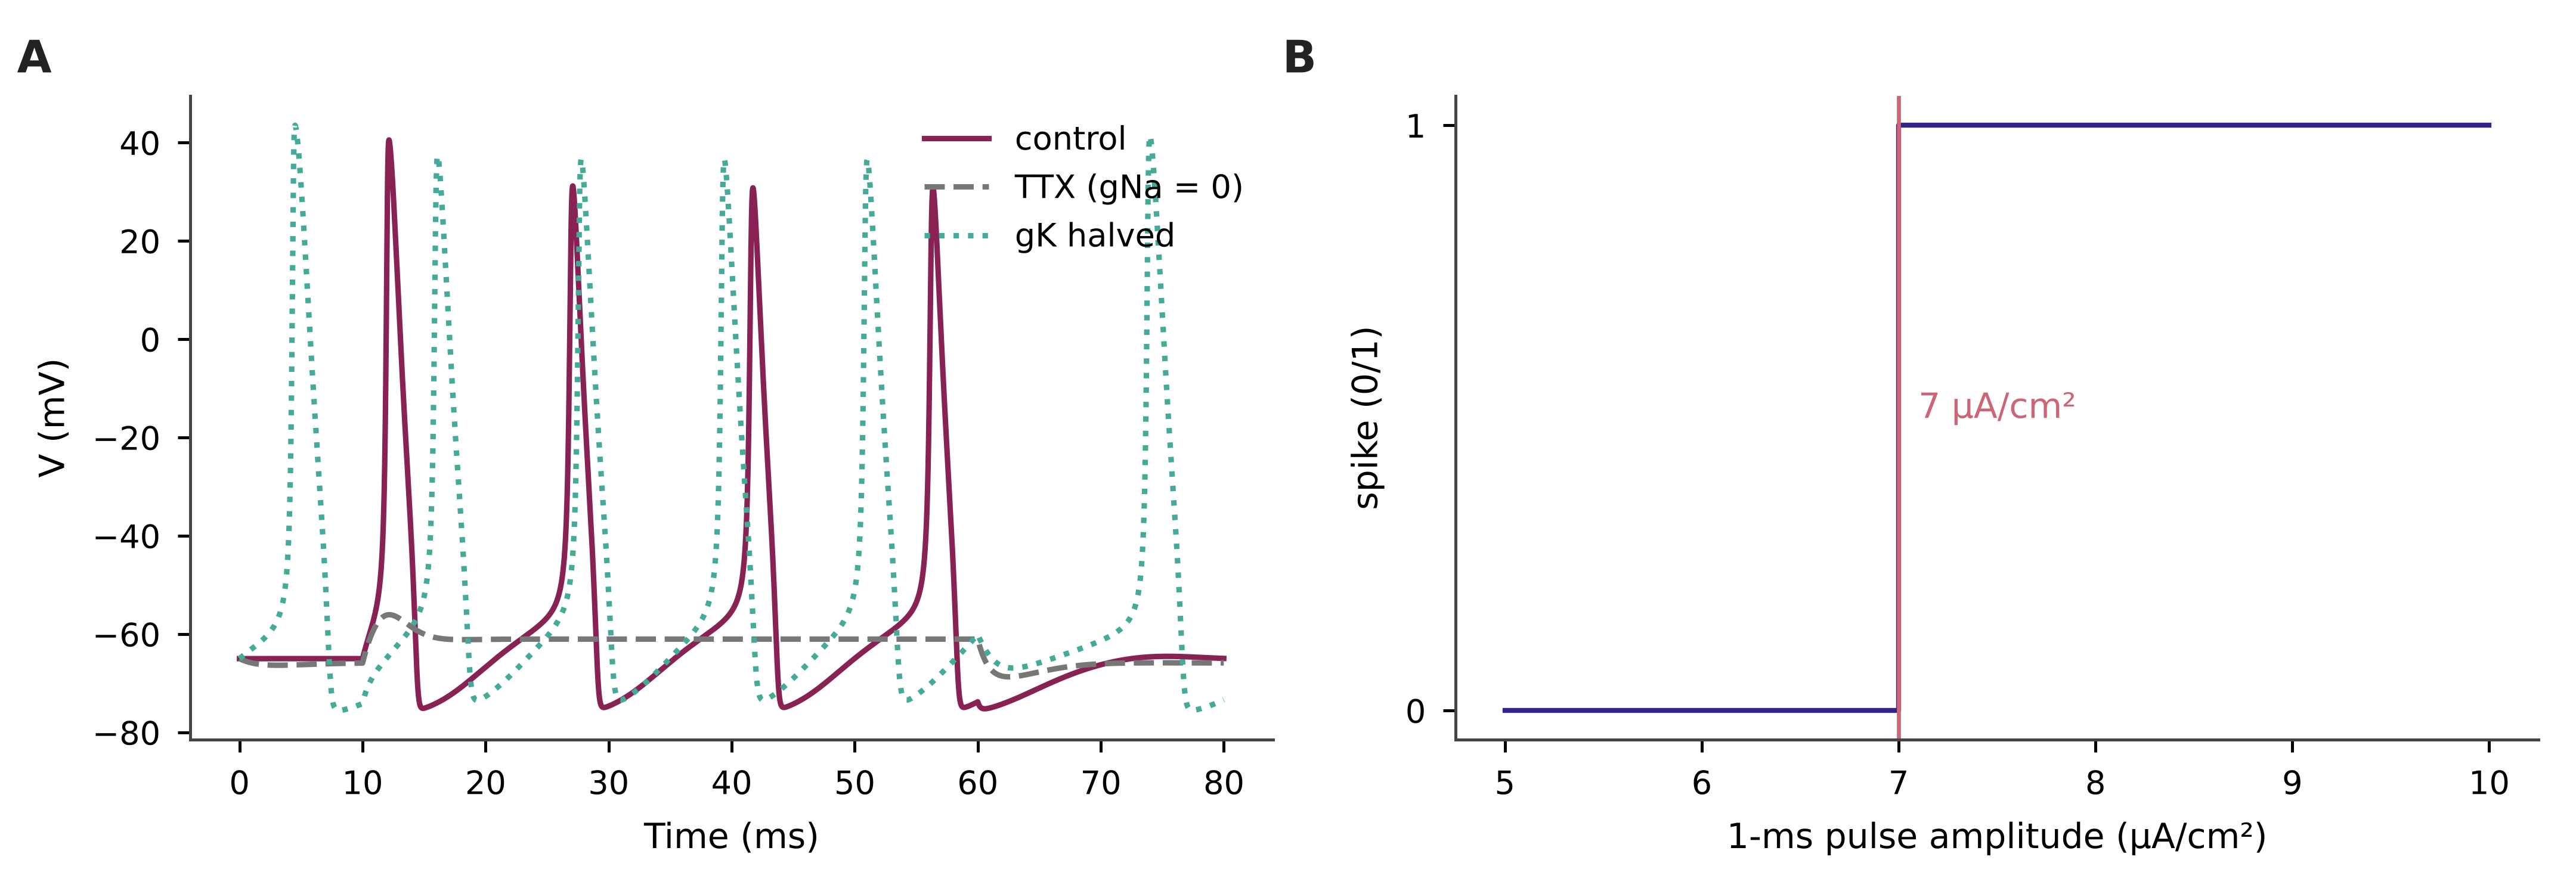 A
B
40
20
0
−20
−40
−60
−80
V (mV)
control
TTX (gNa = 0)
gK halved
0 10 20 30 40 50 60 70 80
Time (ms)
1
0
spike (0/1)
7 µA/cm²
5 6 7 8 9 10
1-ms pulse amplitude (µA/cm²)